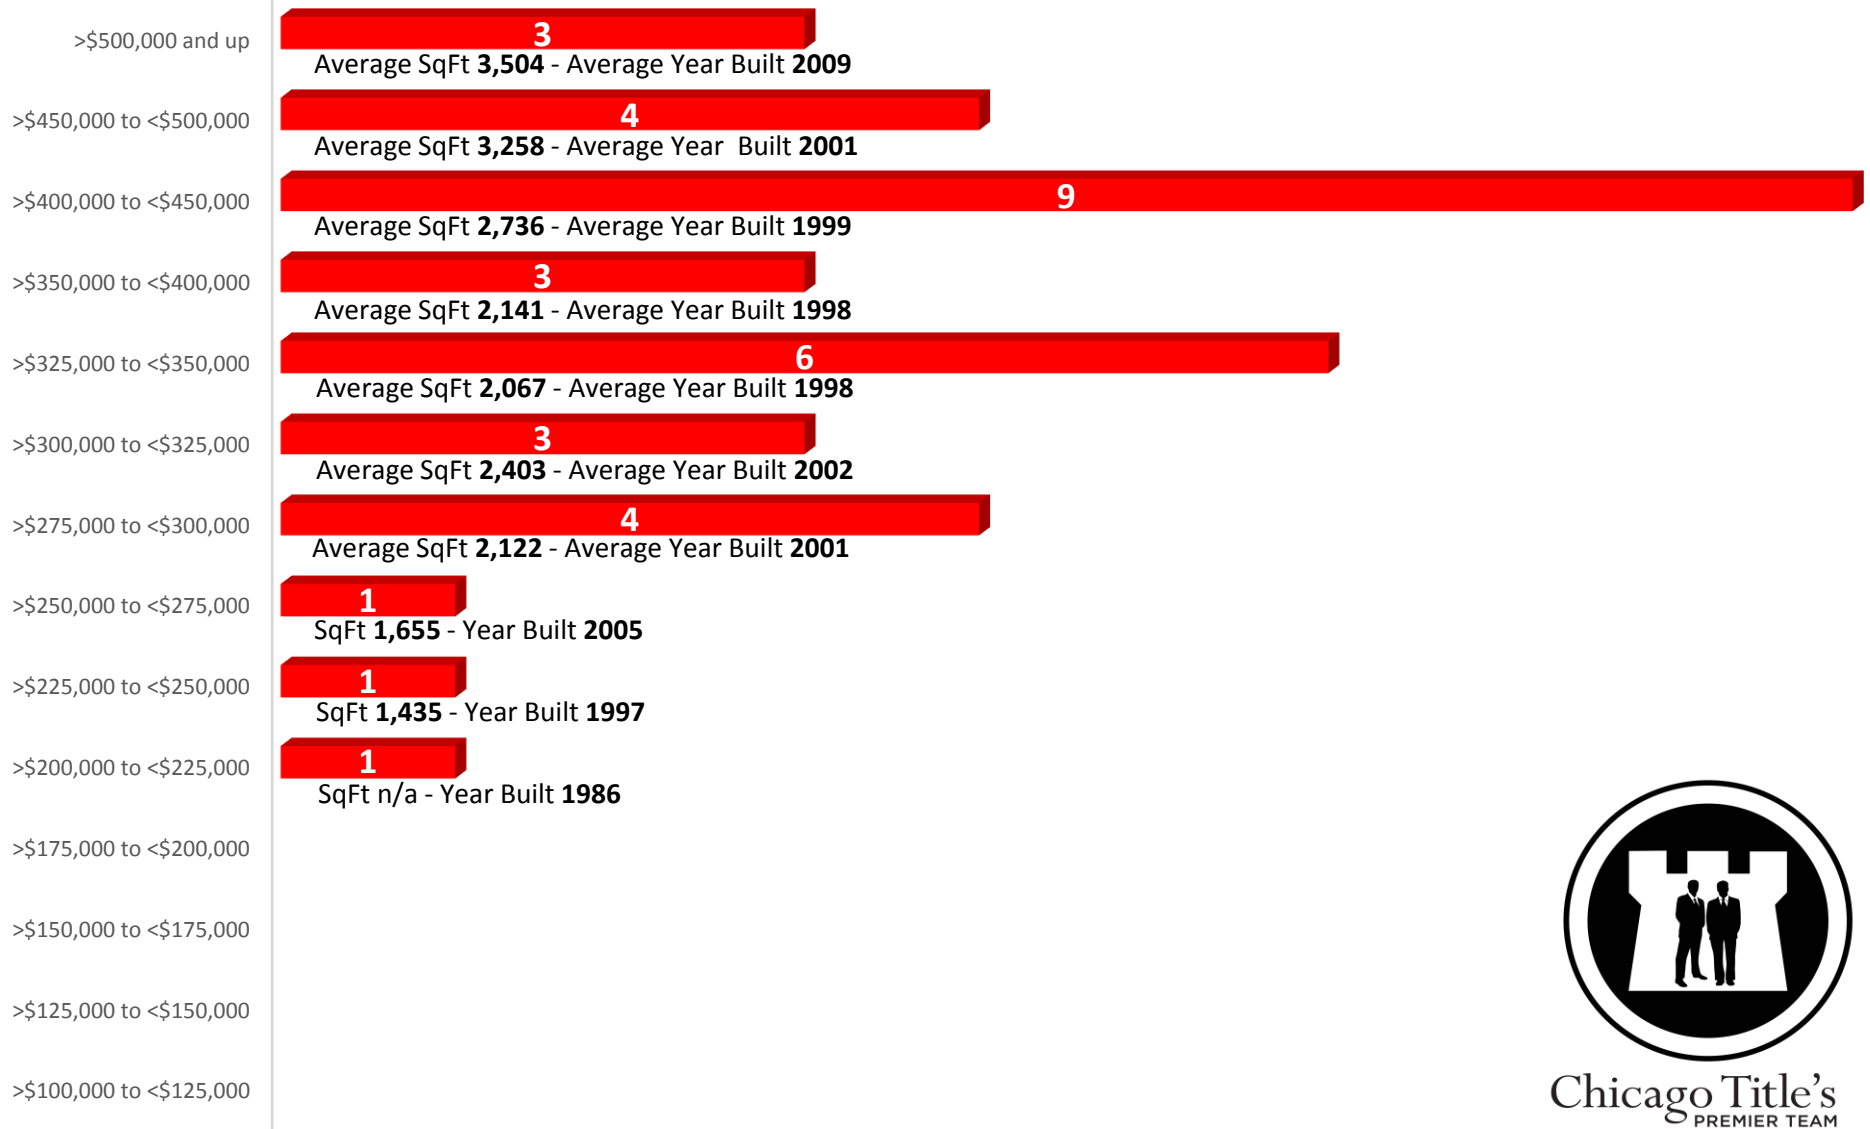 >$500,000 and up
3
Average SqFt 3,504 - Average Year Built 2009
>$450,000 to <$500,000
4
Average SqFt 3,258 - Average Year  Built 2001
>$400,000 to <$450,000
9
Average SqFt 2,736 - Average Year Built 1999
>$350,000 to <$400,000
3
Average SqFt 2,141 - Average Year Built 1998
>$325,000 to <$350,000
6
Average SqFt 2,067 - Average Year Built 1998
>$300,000 to <$325,000
3
Average SqFt 2,403 - Average Year Built 2002
>$275,000 to <$300,000
4
Average SqFt 2,122 - Average Year Built 2001
>$250,000 to <$275,000
1
SqFt 1,655 - Year Built 2005
>$225,000 to <$250,000
1
SqFt 1,435 - Year Built 1997
>$200,000 to <$225,000
1
SqFt n/a - Year Built 1986
>$175,000 to <$200,000
>$150,000 to <$175,000
>$125,000 to <$150,000
>$100,000 to <$125,000
Chicago Title's
PREMIER TEAM